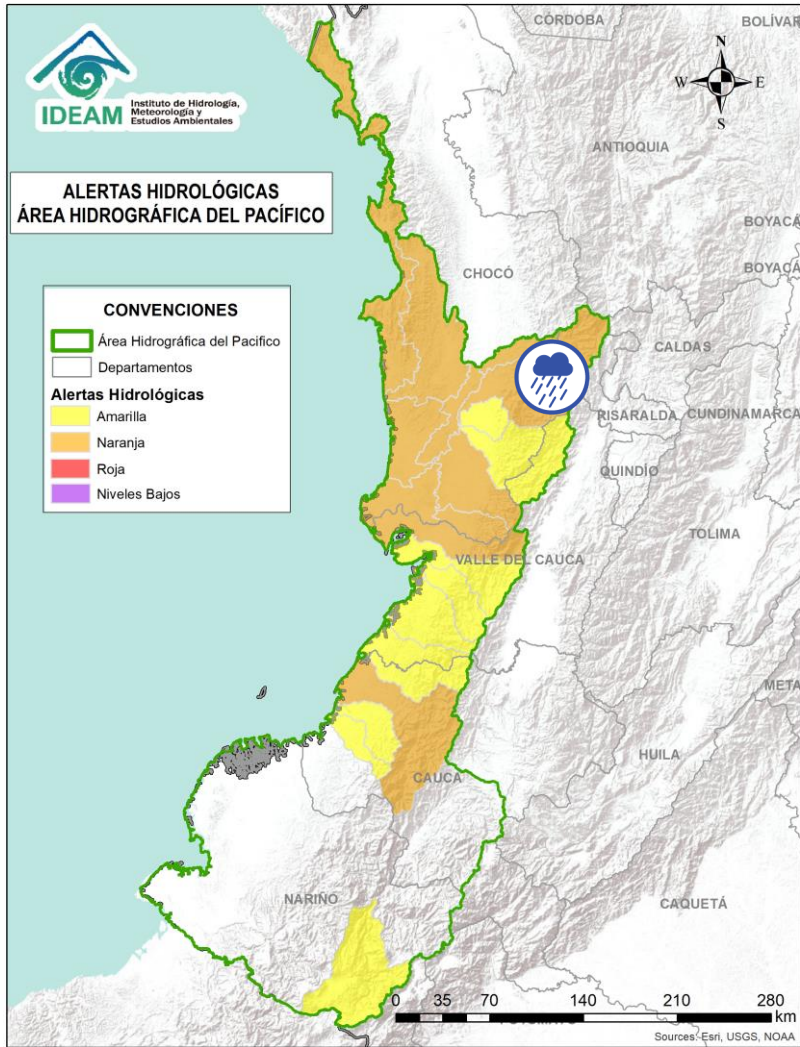 IDEAM
Instituto de Hidrología,
Meteorología y
Estudios Ambientales
CÓRDOBA
BOLÍVAR
N
W
E
S
ANTIOQUIA
ALERTAS HIDROLÓGICAS
ÁREA HIDROGRÁFICA DEL PACÍFICO
BOYACÁ
BOYACÁ
CHOCÓ
CONVENCIONES
Área Hidrográfica del Pacifico
Departamentos
Alertas Hidrológicas
Amarilla
Naranja
Roja
Niveles Bajos
CALDAS
RISARALDA
CUNDINAMARCA
QUINDÍO
TOLIMA
VALLE DEL CAUCA
META
HUILA
CAUCA
NARIÑO
CAQUETÁ
0 35 70 140 210 280
km
Sources: Esri, USGS, NOAA